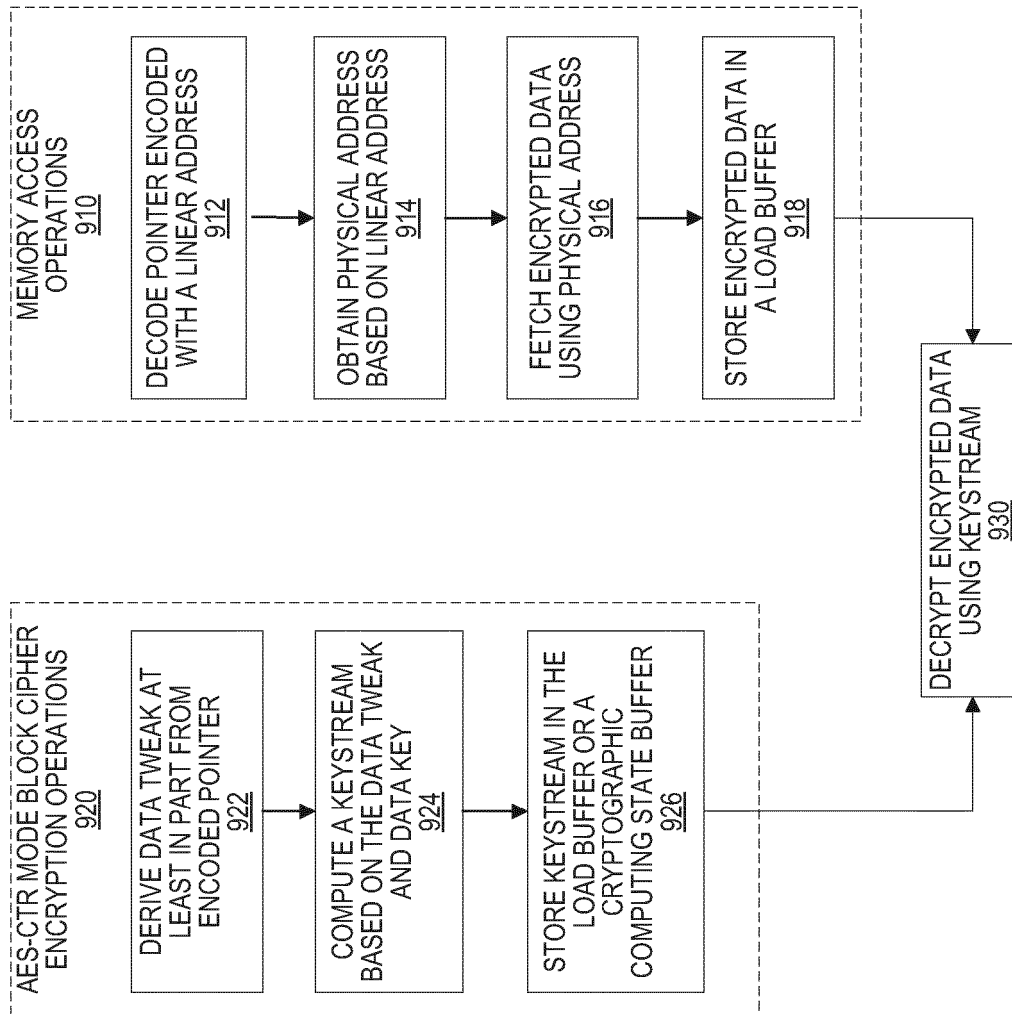 MEMORY ACCESS
OPERATIONS
910
DECODE POINTER ENCODED
WITH A LINEAR ADDRESS
912
OBTAIN PHYSICAL ADDRESS
BASED ON LINEAR ADDRESS
914
FETCH ENCRYPTED DATA
USING PHYSICAL ADDRESS
916
STORE ENCRYPTED DATA IN
A LOAD BUFFER
918
AES-CTR MODE BLOCK CIPHER
ENCRYPTION OPERATIONS
920
DERIVE DATA TWEAK AT
LEAST IN PART FROM
ENCODED POINTER
922
COMPUTE A KEYSTREAM
BASED ON THE DATA TWEAK
AND DATA KEY
924
STORE KEYSTREAM IN THE
LOAD BUFFER OR A
CRYPTOGRAPHIC
COMPUTING STATE BUFFER
926
DECRYPT ENCRYPTED DATA
USING KEYSTREAM
930